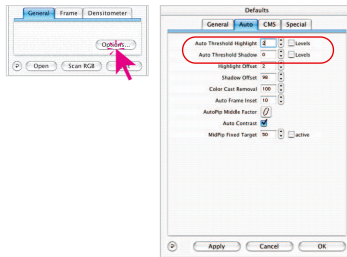 General Frame Densitometer
Options...
Open Scan RGB
Defaults
General Auto CMS Special
Auto Threshold Highlight 2 Levels
Auto Threshold Shadow 0 Levels
Highlight Offset 2
Shadow Offset 98
Color Cast Removal 100
Auto Frame Inset 10
AutoPip Middle Factor
Auto Contrast
MidPip Fixed Target 50 active
Apply Cancel OK